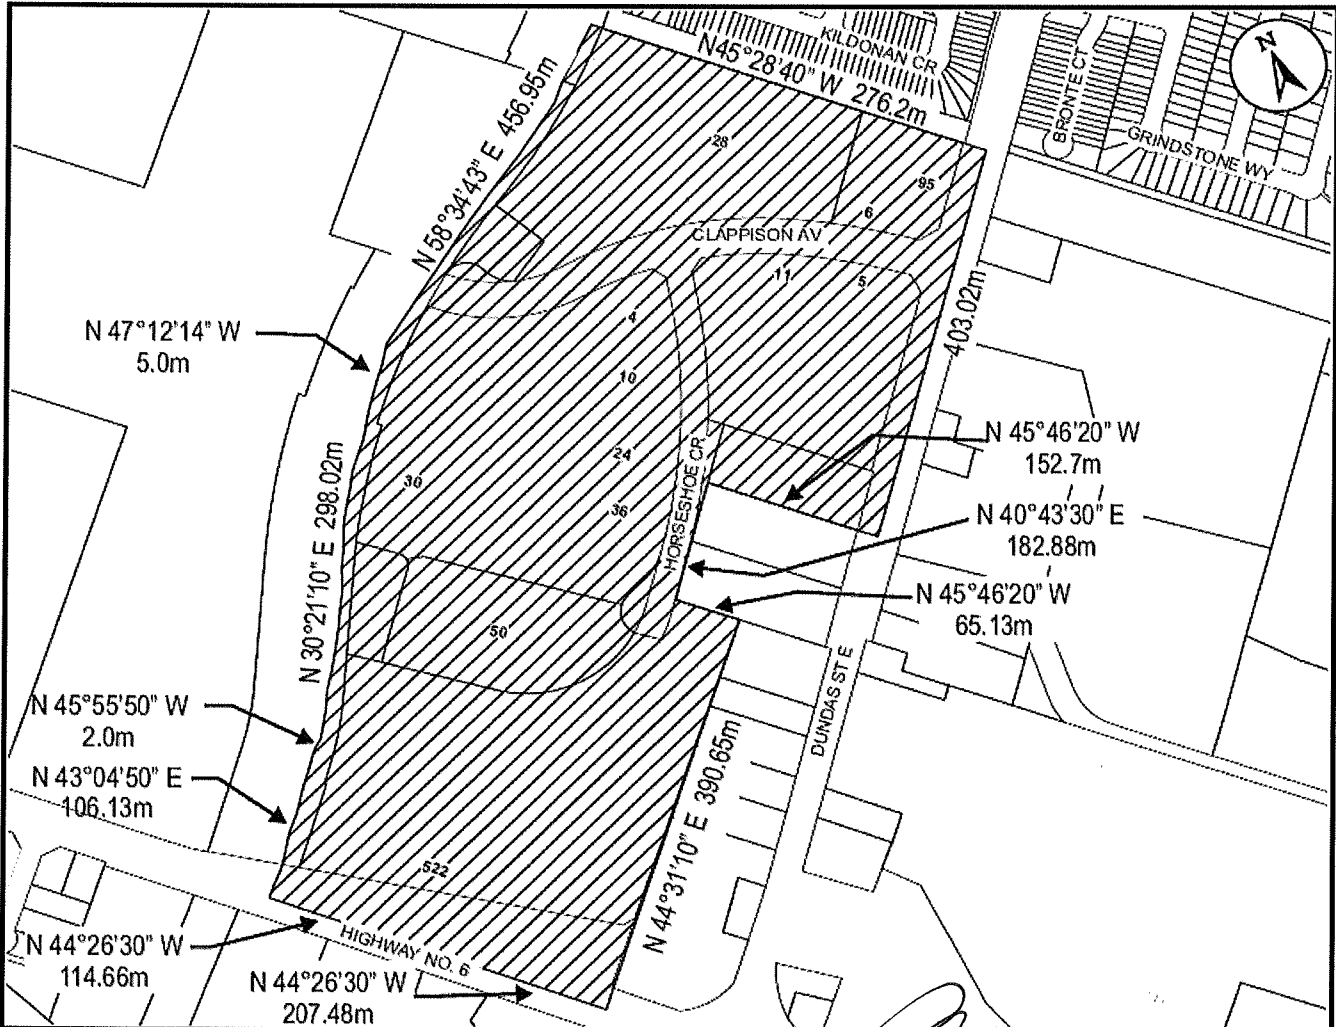 KILDONAN CR
N45°28'40" W 276.2m
N
BRONTE CT
GRINDSTONE WY
N 58°34'43" E 456.95m
28
95
6
CLAPPISON AV
11
5
403.02m
N 47°12'14" W
5.0m
4
10
N 45°46'20" W
152.7m
24
30
36
HORSESHOE CR
N 40°43'30" E
182.88m
N 30°21'10" E 298.02m
N 45°46'20" W
65.13m
50
DUNDAS ST E
N 45°55'50" W
2.0m
N 43°04'50" E
106.13m
N 44°31'10" E 390.65m
522
N 44°26'30" W
114.66m
HIGHWAY NO. 6
N 44°26'30" W
207.48m